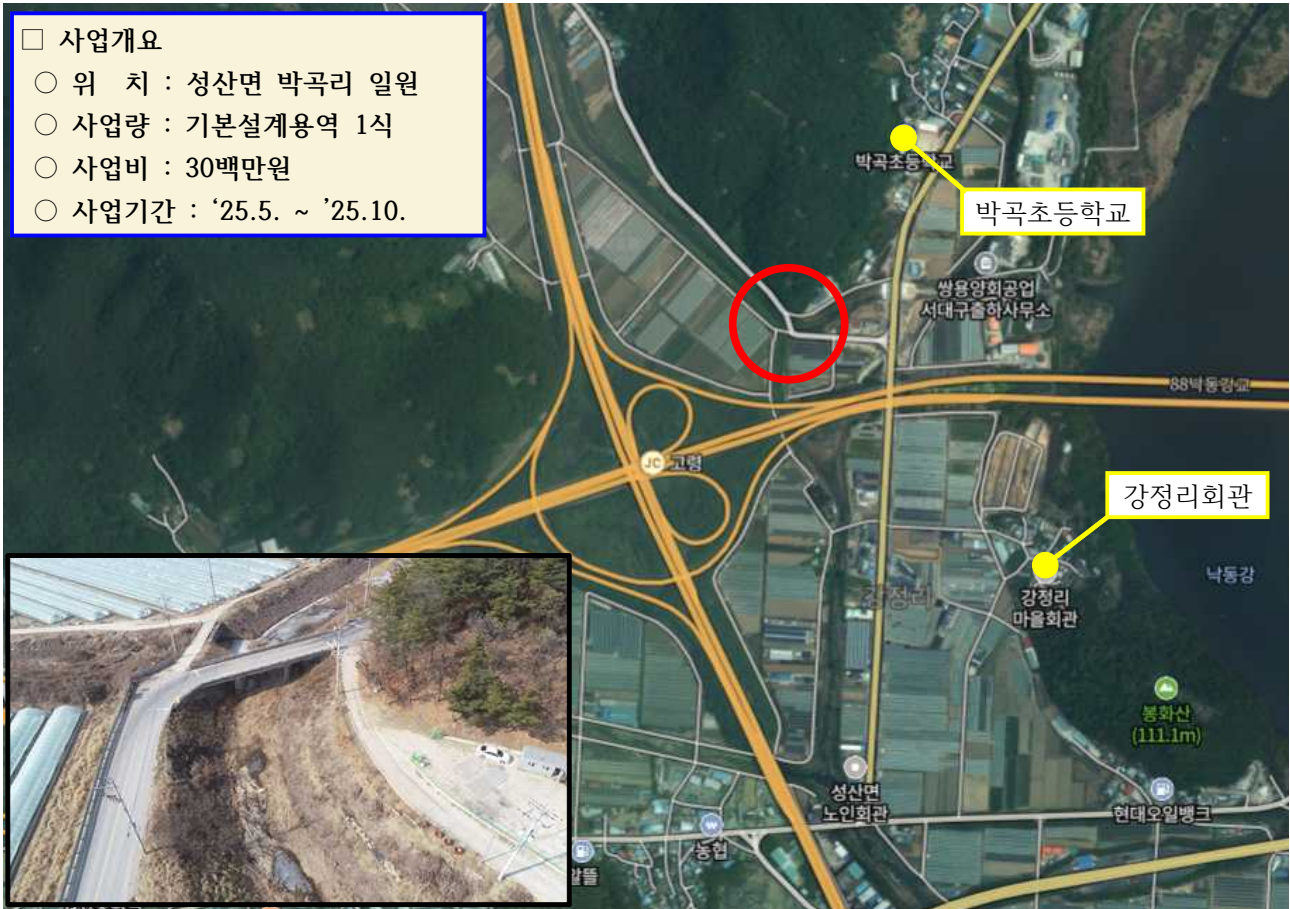 □ 사업개요
○ 위 치 : 성산면 박곡리 일원
○ 사업량 : 기본설계용역 1식
○ 사업비 : 30백만원
○ 사업기간 : ‘25.5. ~ ’25.10.
박곡초등학교
박곡초등학교
쌍용양회공업
서대구출하사무소
88낙동강교
JC 고령
강정리회관
낙동강
강정리
강정리
마을회관
봉화산
(111.1m)
성산면
노인회관
현대오일뱅크
농협
알뜰